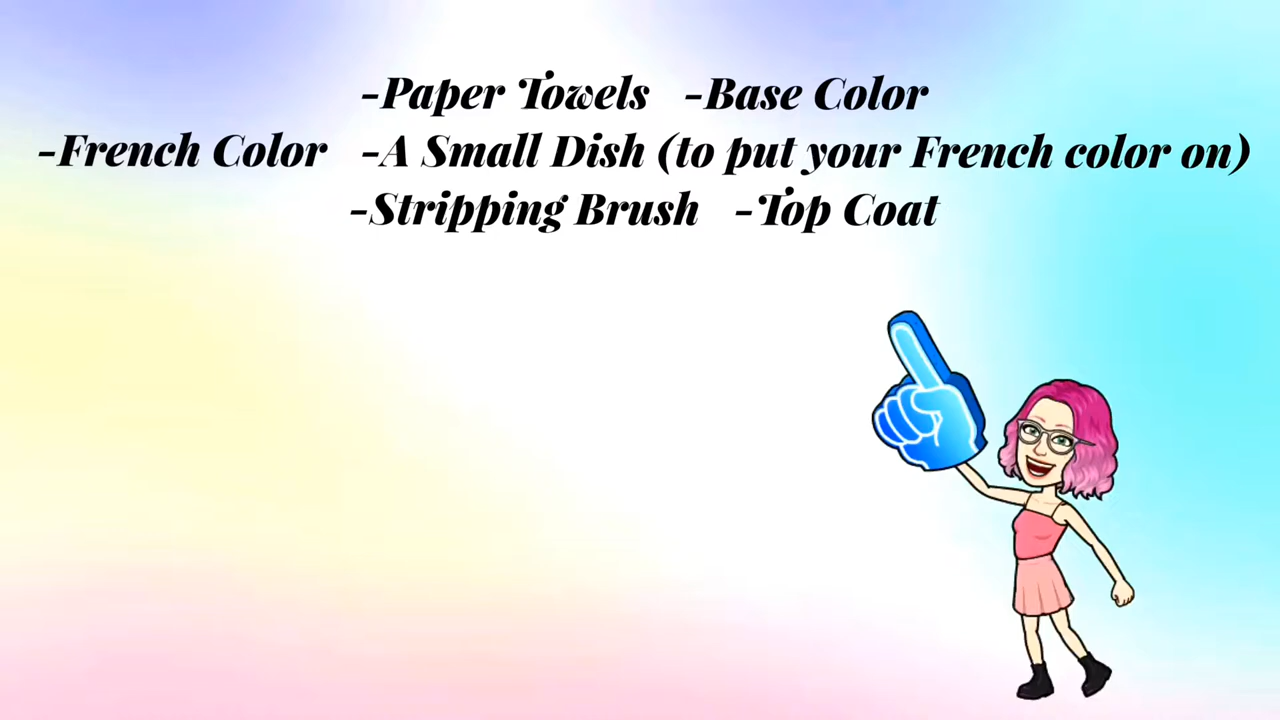 -Paper Towels -Base Color
-French Color -A Small Dish (to put your French color on)
-Stripping Brush -Top Coat